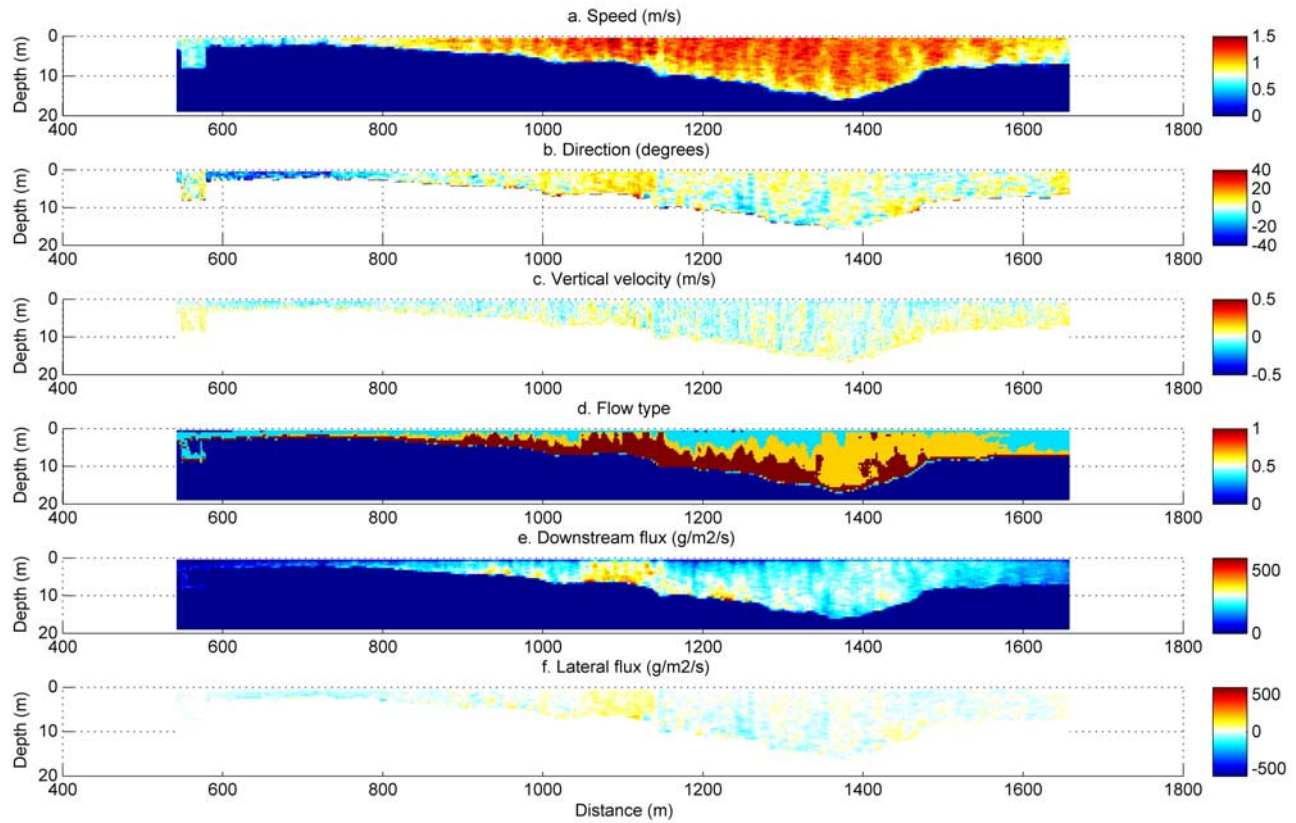 a. Speed (m/s)
Depth (m)
0
10
20
400 600 800 1000 1200 1400 1600 1800
1.5
1
0.5
0
b. Direction (degrees)
Depth (m)
0
10
20
400 600 800 1000 1200 1400 1600 1800
40
20
0
-20
-40
c. Vertical velocity (m/s)
Depth (m)
0
10
20
400 600 800 1000 1200 1400 1600 1800
0.5
0
-0.5
d. Flow type
Depth (m)
0
10
20
400 600 800 1000 1200 1400 1600 1800
1
0.5
0
e. Downstream flux (g/m2/s)
Depth (m)
0
10
20
400 600 800 1000 1200 1400 1600 1800
500
0
f. Lateral flux (g/m2/s)
Depth (m)
0
10
20
400 600 800 1000 1200 1400 1600 1800
500
0
-500
Distance (m)